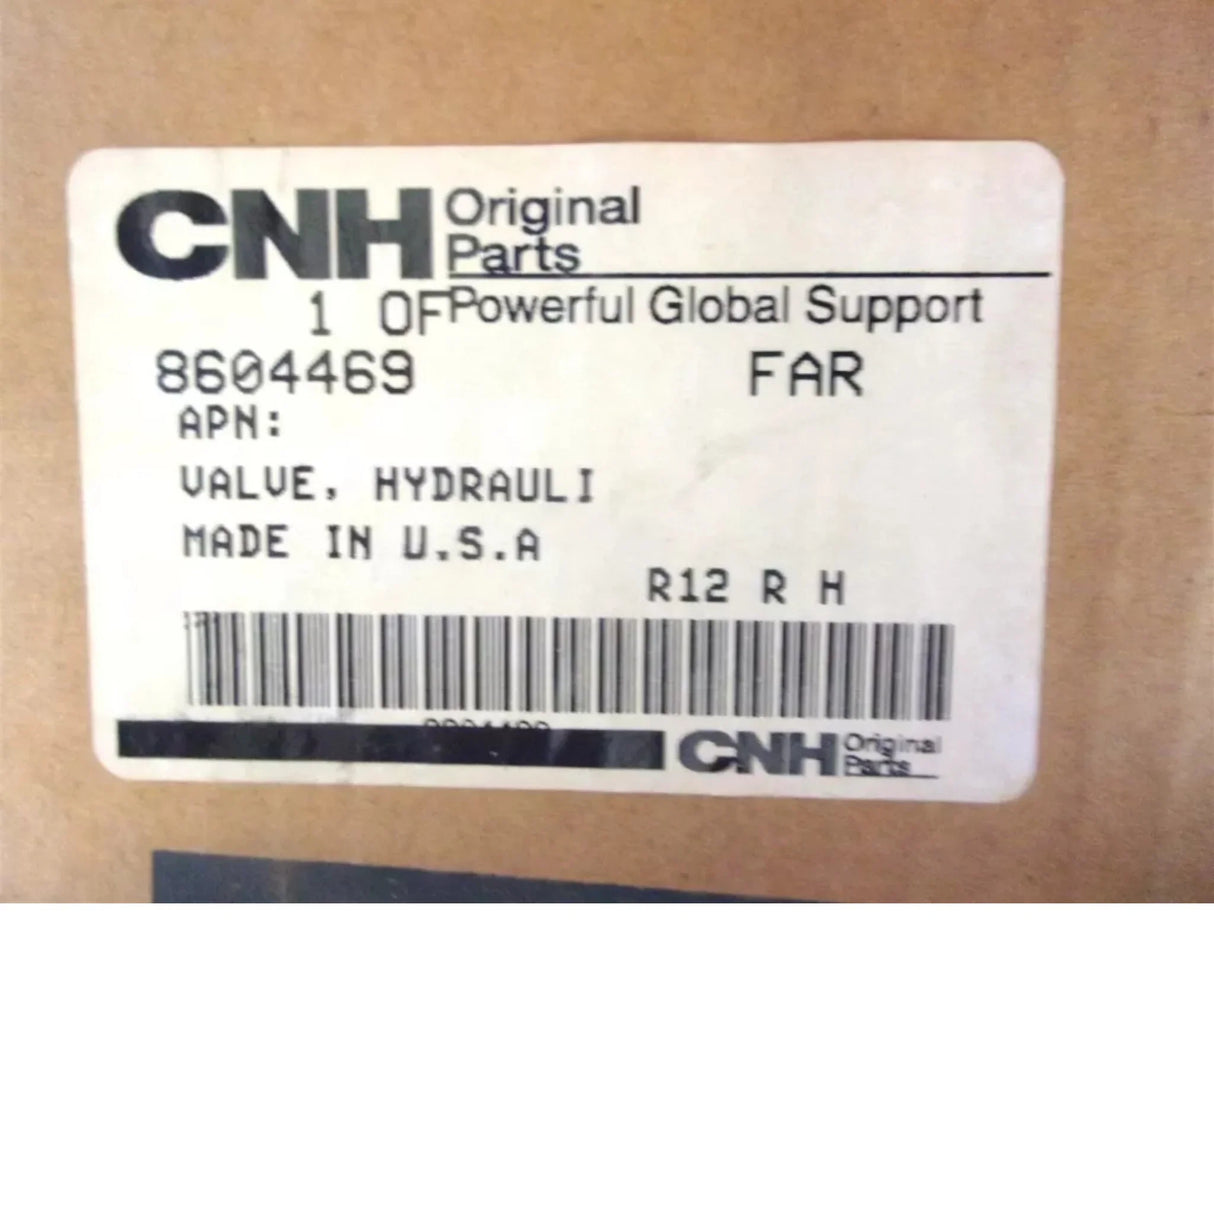 CNH Original
Parts
1 OF Powerful Global Support
8604469 FAR
APN:
VALVE, HYDRAULI
MADE IN U.S.A
R12 R H
CNH Original
Parts